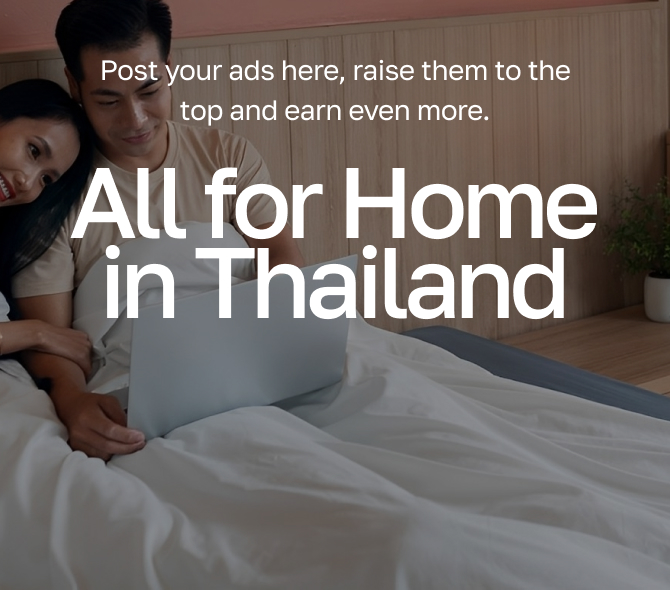 Post your ads here, raise them to the
top and earn even more.
All for Home
in Thailand